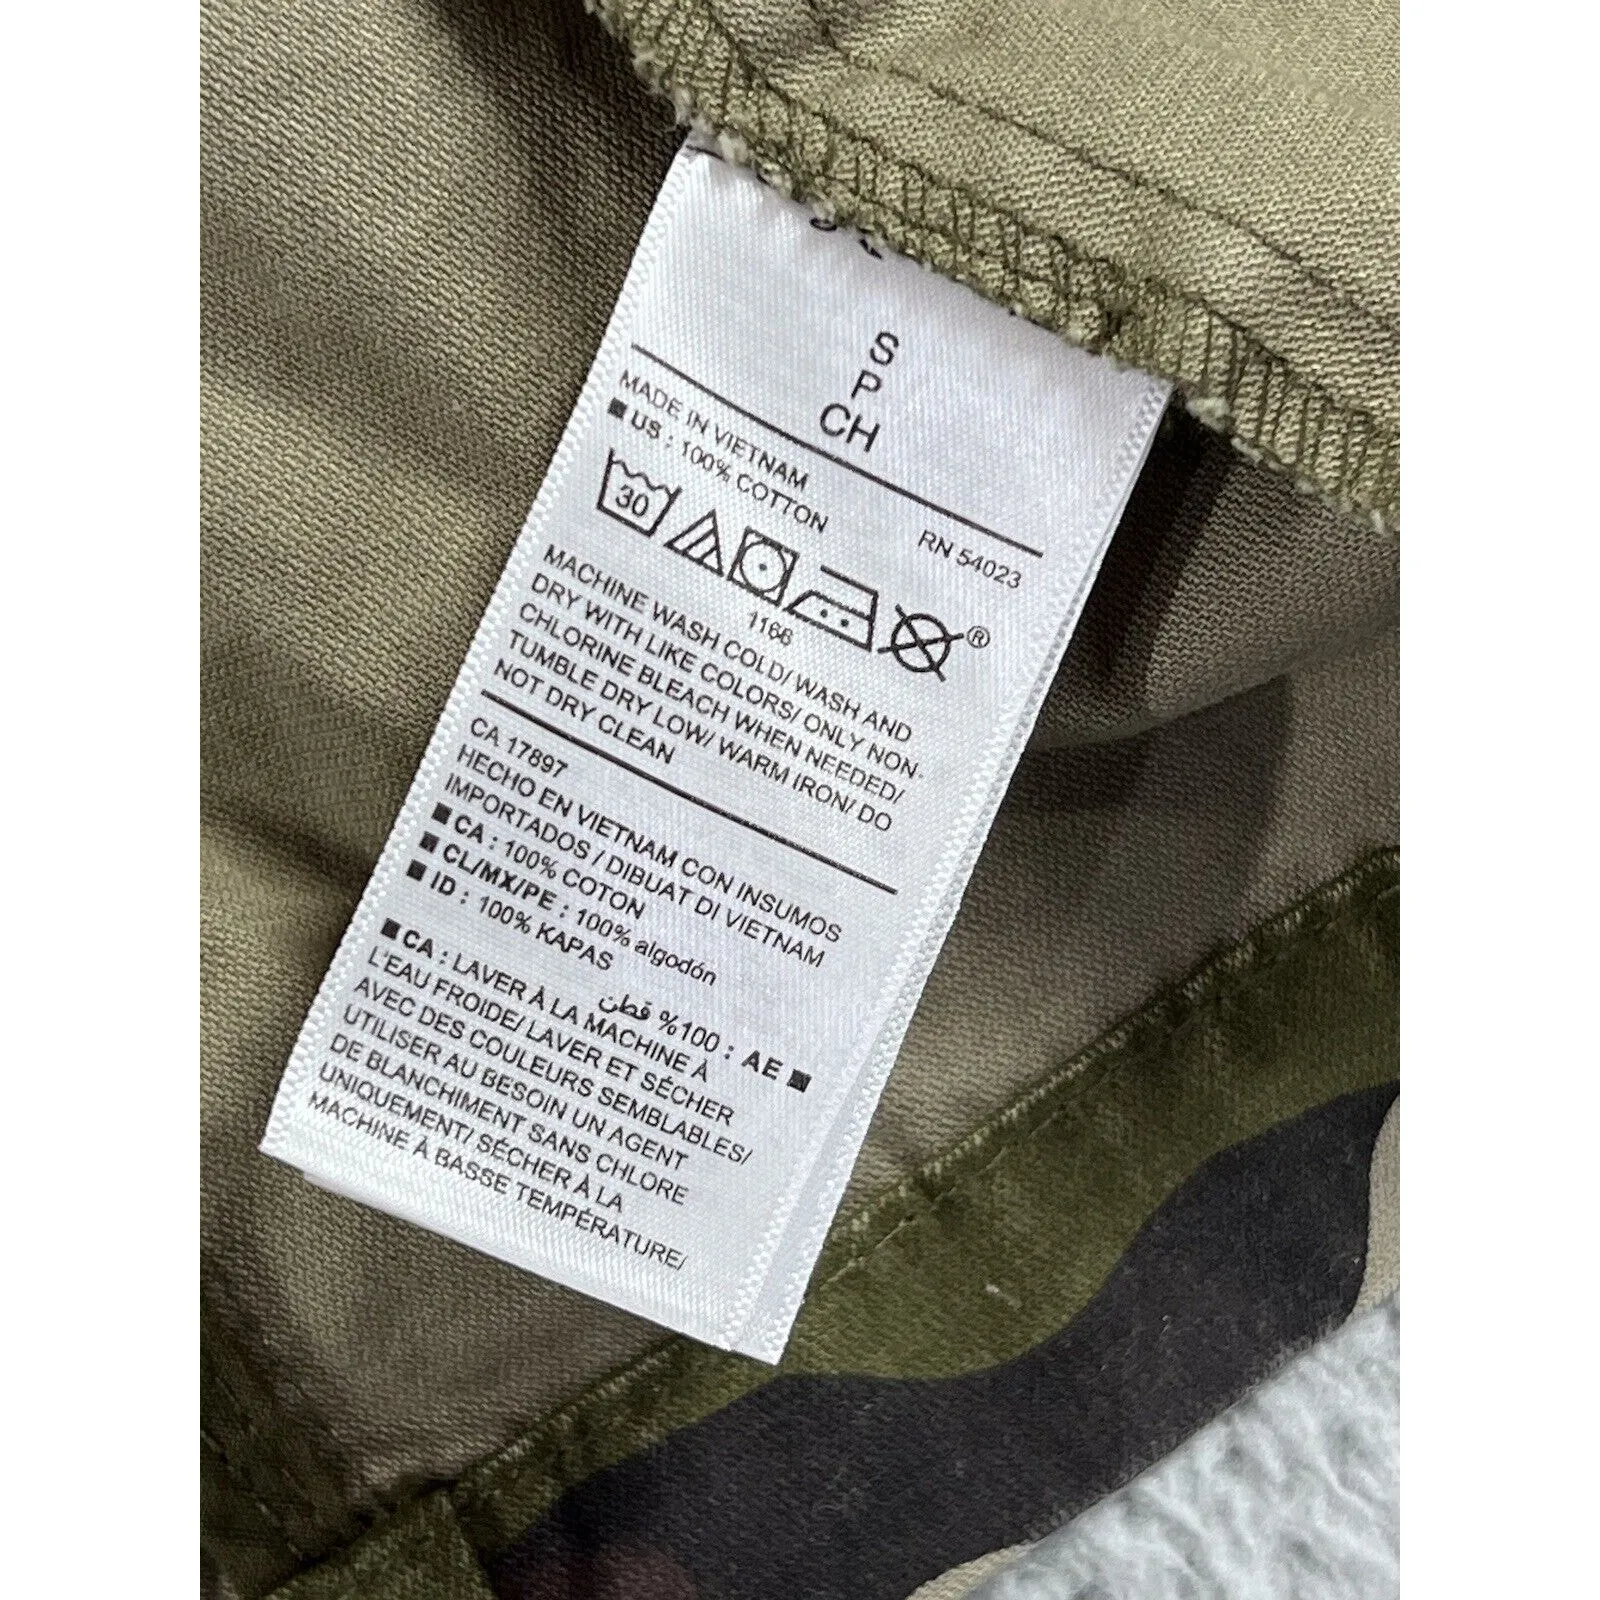 S
P
CH
MADE IN VIETNAM RN 54023
■ US : 100% COTTON
30
®
1166
MACHINE WASH COLD/ WASH AND
DRY WITH LIKE COLORS/ ONLY NON-
CHLORINE BLEACH WHEN NEEDED/
TUMBLE DRY LOW/ WARM IRON/ DO
NOT DRY CLEAN
CA 17897
HECHO EN VIETNAM CON INSUMOS
IMPORTADOS / DIBUAT DI VIETNAM
■ CA : 100% COTON
■ CL/MX/PE : 100% algodón
■ ID : 100% KAPAS
■ AE : 100% قطن
■ CA : LAVER À LA MACHINE À
L'EAU FROIDE/ LAVER ET SÉCHER
AVEC DES COULEURS SEMBLABLES/
UTILISER AU BESOIN UN AGENT
DE BLANCHIMENT SANS CHLORE
UNIQUEMENT/ SÉCHER À LA
MACHINE À BASSE TEMPÉRATURE/